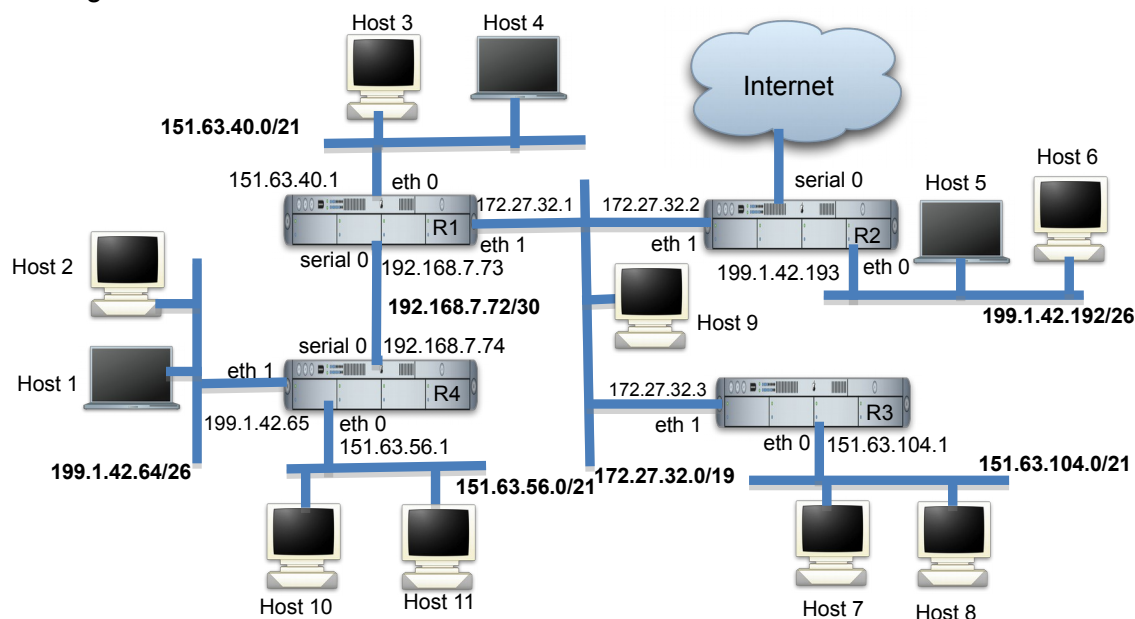 Host 3
Host 4
Internet
151.63.40.0/21
Host 6
151.63.40.1
eth 0
serial 0
Host 5
172.27.32.1
172.27.32.2
R1
R2
eth 1
eth 1
Host 2
serial 0
192.168.7.73
199.1.42.193
eth 0
192.168.7.72/30
Host 9
199.1.42.192/26
serial 0
192.168.7.74
Host 1
eth 1
172.27.32.3
R4
R3
199.1.42.65
eth 0
eth 1
eth 0
151.63.104.1
151.63.56.1
199.1.42.64/26
151.63.56.0/21
172.27.32.0/19
151.63.104.0/21
Host 10
Host 11
Host 7
Host 8